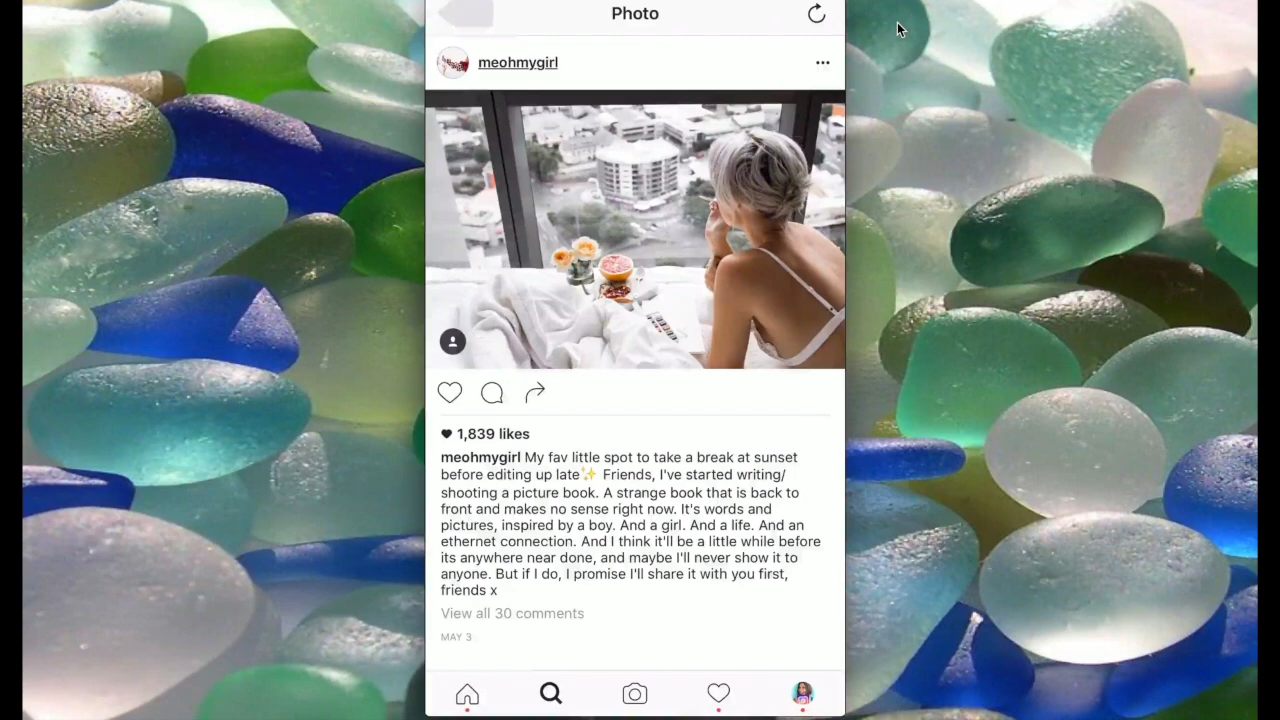 Photo
meohmygirl
1,839 likes
meohmygirl My fav little spot to take a break at sunset
before editing up late✨ Friends, I've started writing/
shooting a picture book. A strange book that is back to
front and makes no sense right now. It's words and
pictures, inspired by a boy. And a girl. And a life. And an
ethernet connection. And I think it'll be a little while before
its anywhere near done, and maybe I'll never show it to
anyone. But if I do, I promise I'll share it with you first,
friends x
View all 30 comments
MAY 3